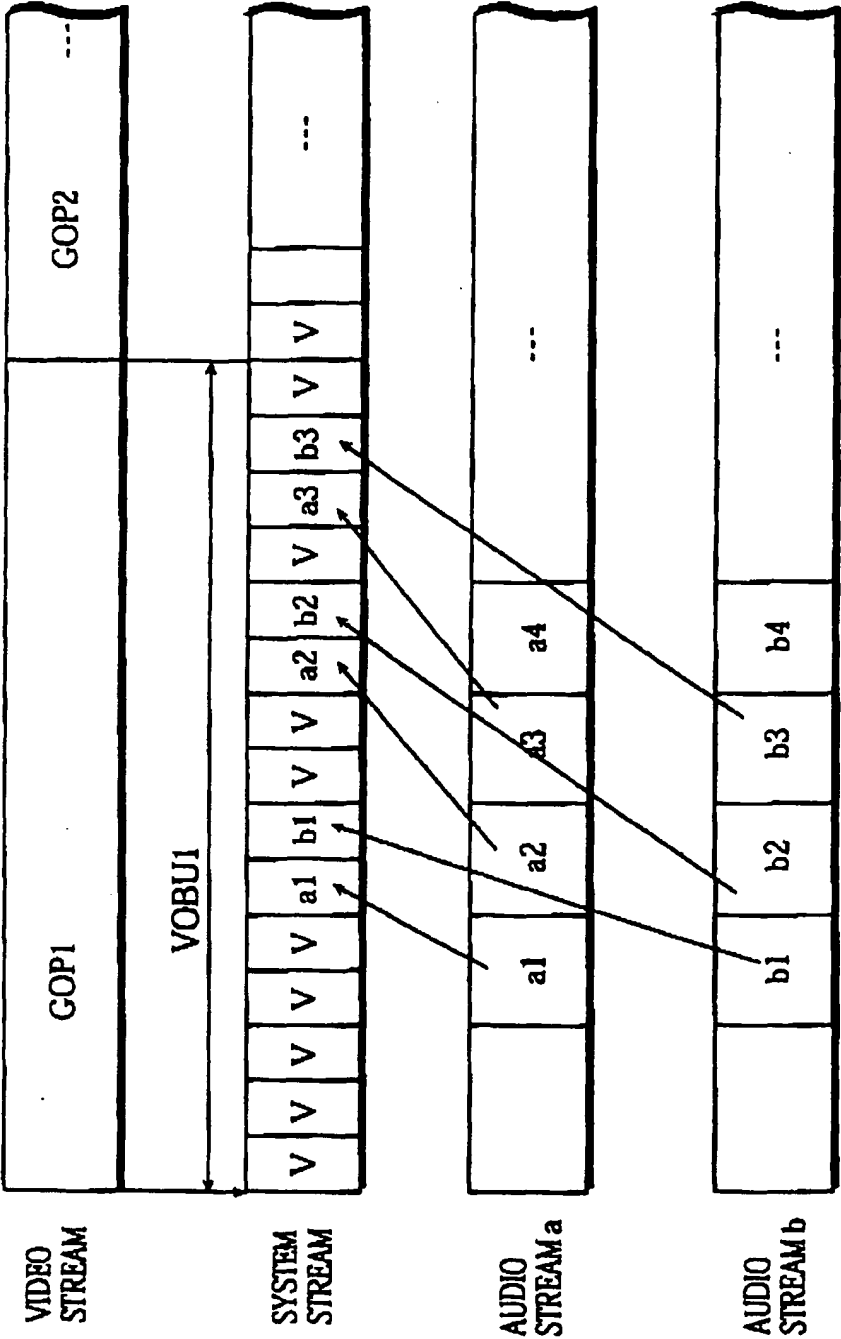 VIDEO
STREAM
GOP1
GOP2
---
VOBU1
SYSTEM
STREAM
V V V V V a1 b1 V V a2 b2 V a3 b3 V V ---
AUDIO
STREAM a
a1 a2 a3 a4 ---
AUDIO
STREAM b
b1 b2 b3 b4 ---